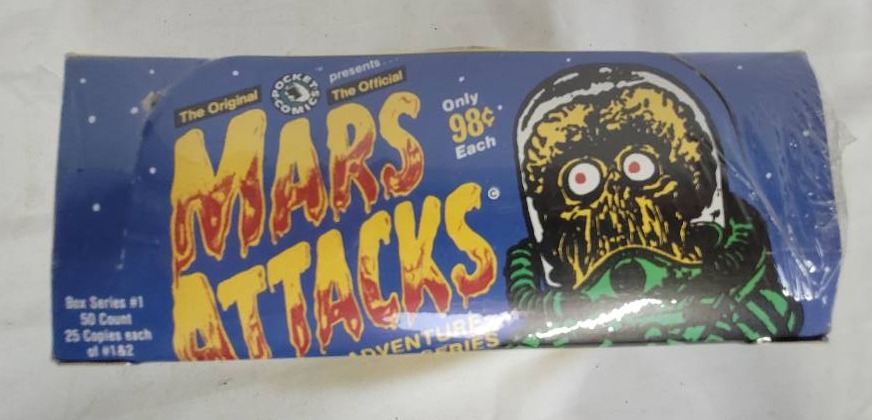 presents...
The Original
POCKET COMICS
The Official
MARS
ATTACKS ©
ADVENTURE
SERIES
Only
98¢
Each
Box Series #1
50 Count
25 Copies each
of #1&2